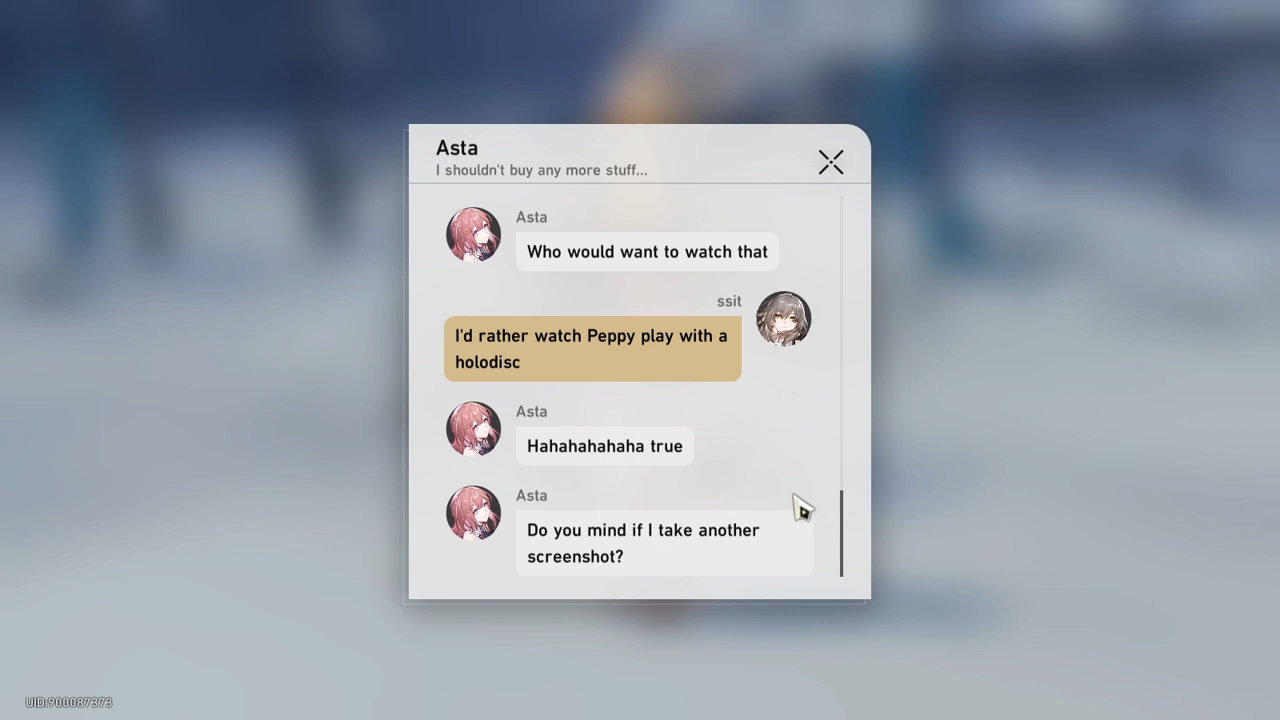 Asta
I shouldn't buy any more stuff...
Asta
Who would want to watch that
ssit
I'd rather watch Peppy play with a
holodisc
Asta
Hahahahahaha true
Asta
Do you mind if I take another
screenshot?
UID:900087373